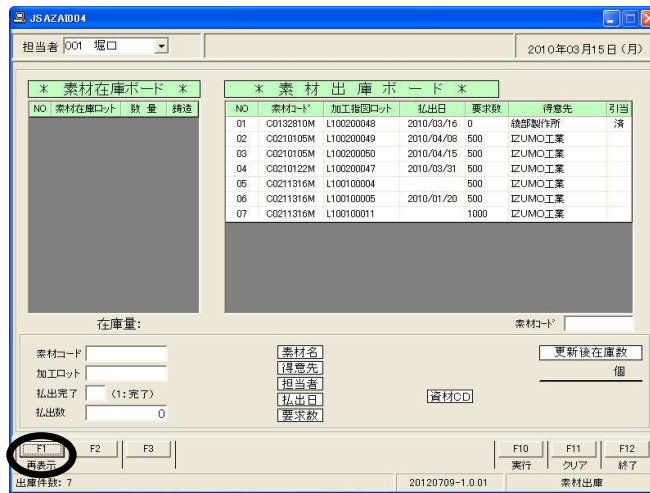 JSAZAI004
担当者 001 堀口 2010年03月15日（月）
＊ 素材在庫ボード ＊ ＊ 素 材 出 庫 ボ ー ド ＊
NO 素材在庫ロット 数 量 鋳造
NO 素材コード 加工指図ロット 払出日 要求数 得意先 引当
01 C0132810M L100200048 2010/03/16 0 綾部製作所 済
02 C0210105M L100200049 2010/04/08 500 IZUMO工業
03 C0210105M L100200050 2010/04/15 500 IZUMO工業
04 C0210122M L100200047 2010/03/31 500 IZUMO工業
05 C0211316M L100100004 500 IZUMO工業
06 C0211316M L100100005 2010/01/20 500 IZUMO工業
07 C0211316M L100100011 1000 IZUMO工業
在庫量: 素材コード
素材コード 素材名 更新後在庫数
加工ロット 得意先 個
担当者
払出完了 (1:完了) 払出日 資材CD
払出数 0 要求数
F1 F2 F3 F10 F11 F12
再表示 実行 クリア 終了
出庫件数: 7 20120709-1.0.01 素材出庫